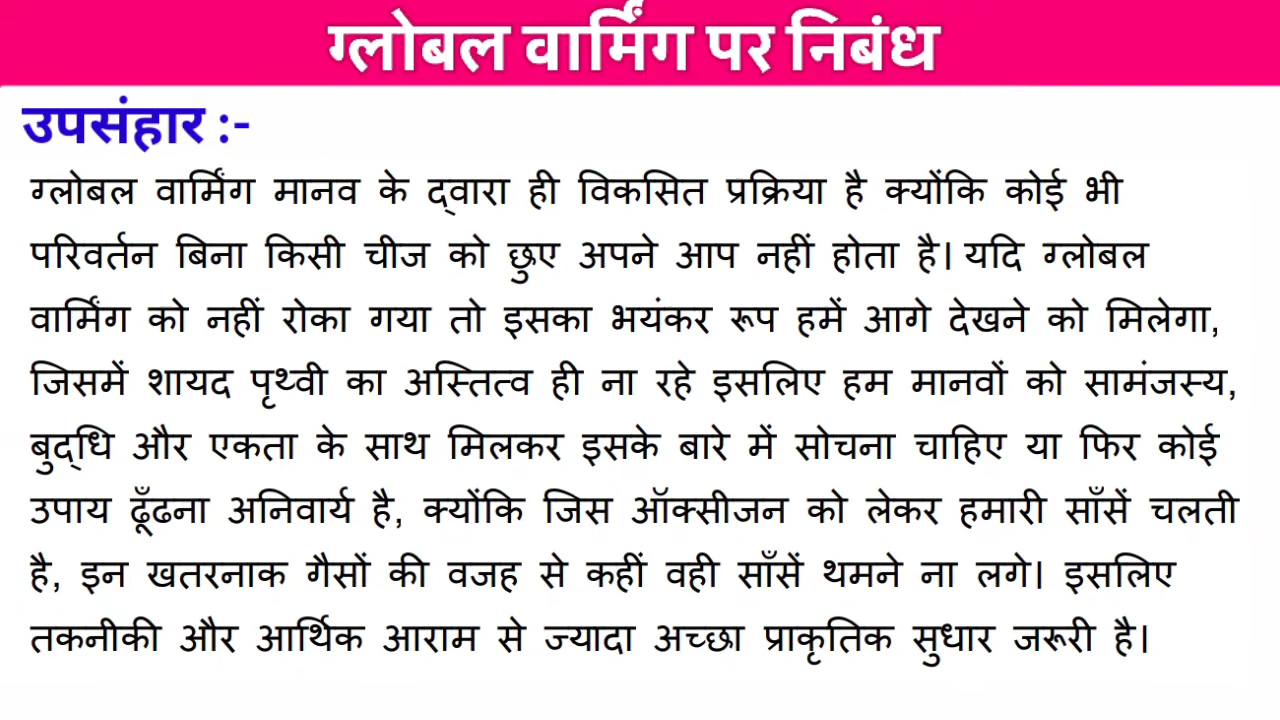 ग्लोबल वार्मिंग पर निबंध
उपसंहार :-
ग्लोबल वार्मिंग मानव के द्वारा ही विकसित प्रक्रिया है क्योंकि कोई भी
परिवर्तन बिना किसी चीज को छुए अपने आप नहीं होता है। यदि ग्लोबल
वार्मिंग को नहीं रोका गया तो इसका भयंकर रूप हमें आगे देखने को मिलेगा,
जिसमें शायद पृथ्वी का अस्तित्व ही ना रहे इसलिए हम मानवों को सामंजस्य,
बुद्धि और एकता के साथ मिलकर इसके बारे में सोचना चाहिए या फिर कोई
उपाय ढूँढना अनिवार्य है, क्योंकि जिस ऑक्सीजन को लेकर हमारी साँसें चलती
है, इन खतरनाक गैसों की वजह से कहीं वही साँसें थमने ना लगे। इसलिए
तकनीकी और आर्थिक आराम से ज्यादा अच्छा प्राकृतिक सुधार जरूरी है।